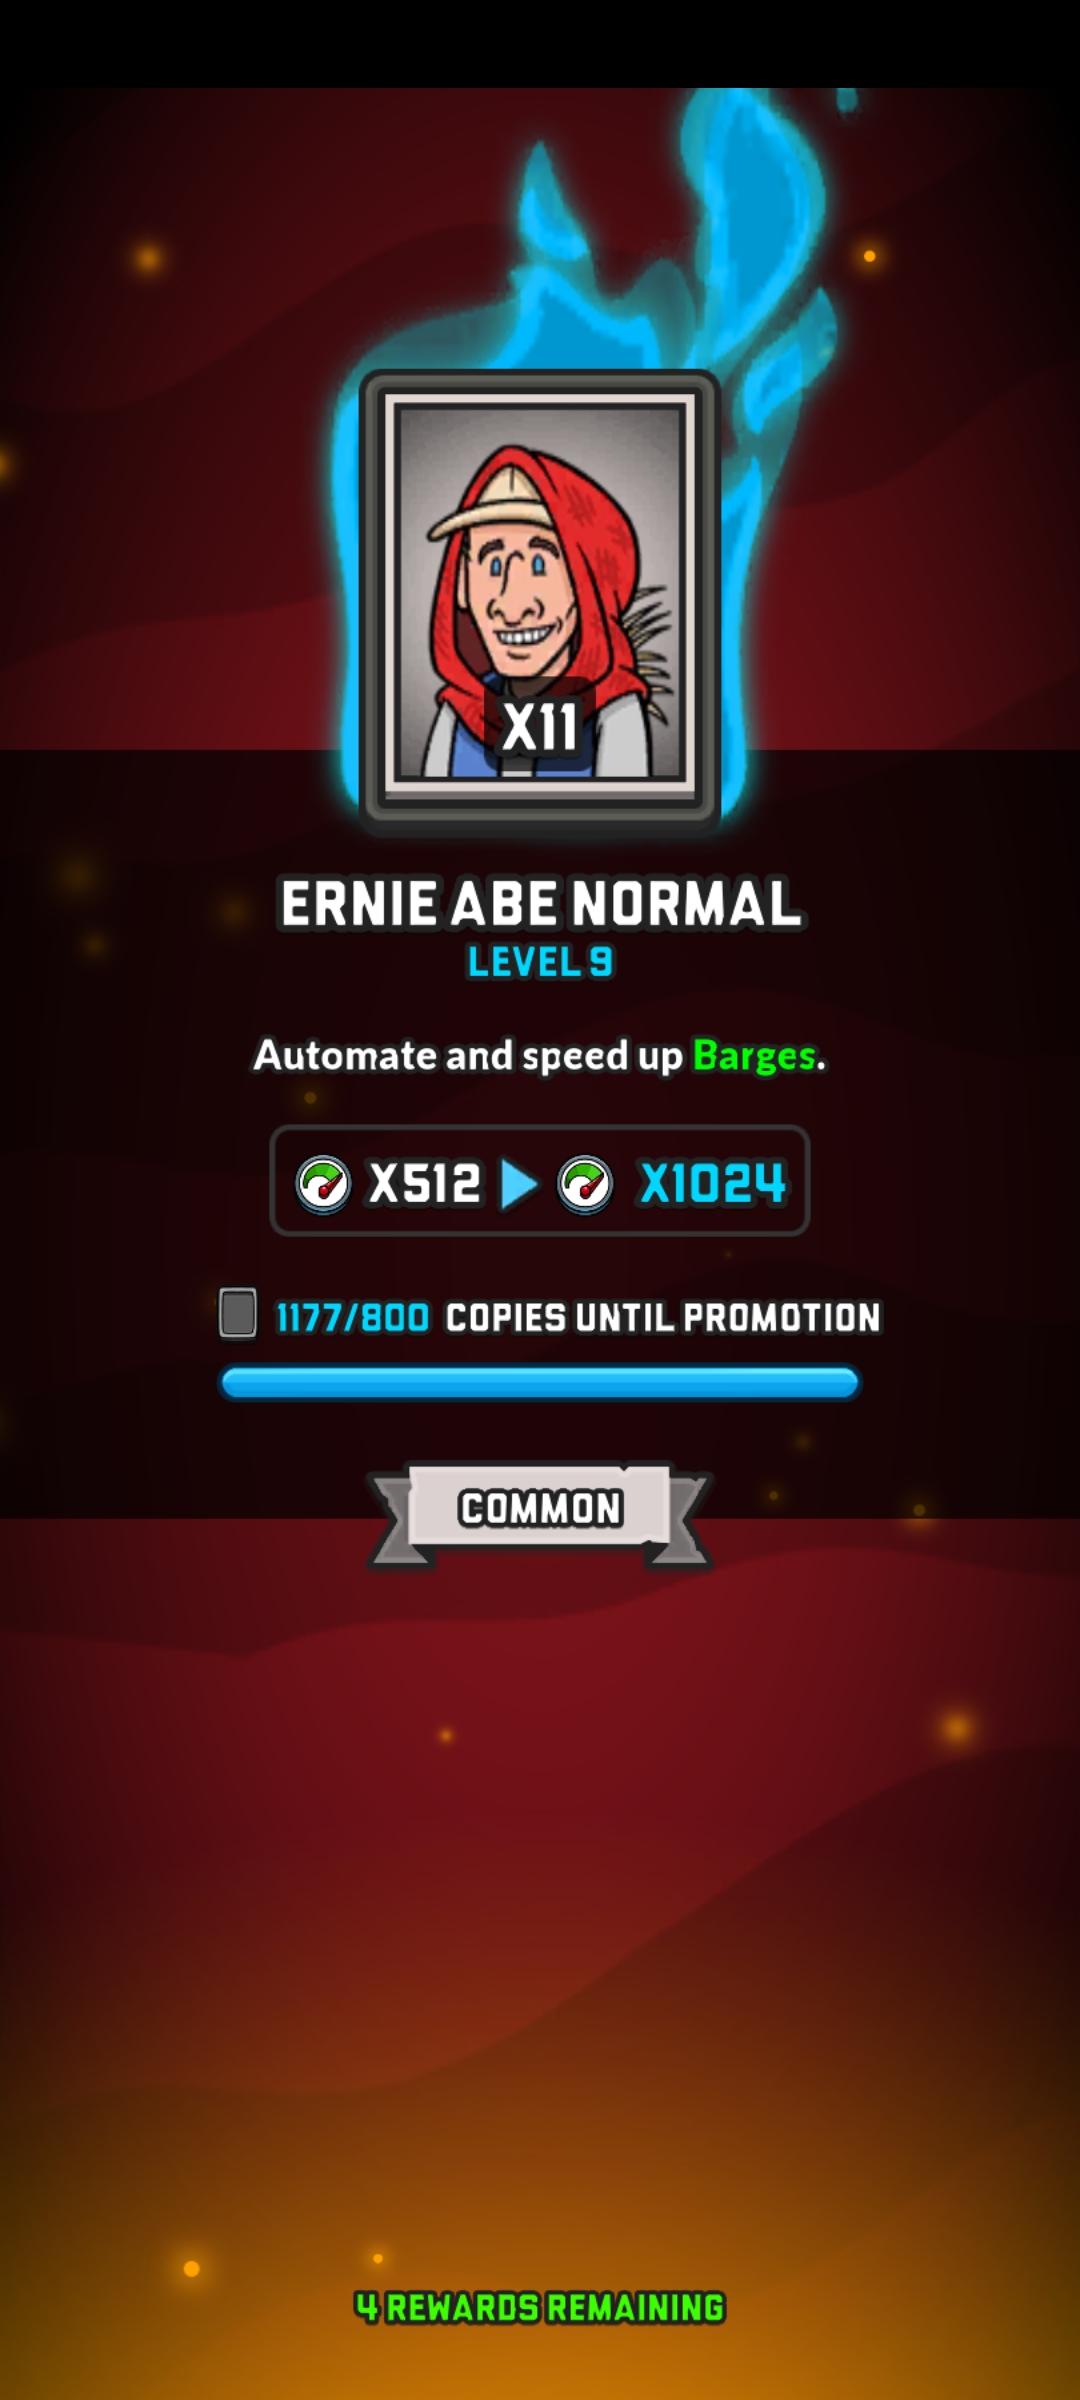 X11
ERNIE ABE NORMAL
LEVEL 9
Automate and speed up Barges.
X512 X1024
1177/800 COPIES UNTIL PROMOTION
COMMON
4 REWARDS REMAINING